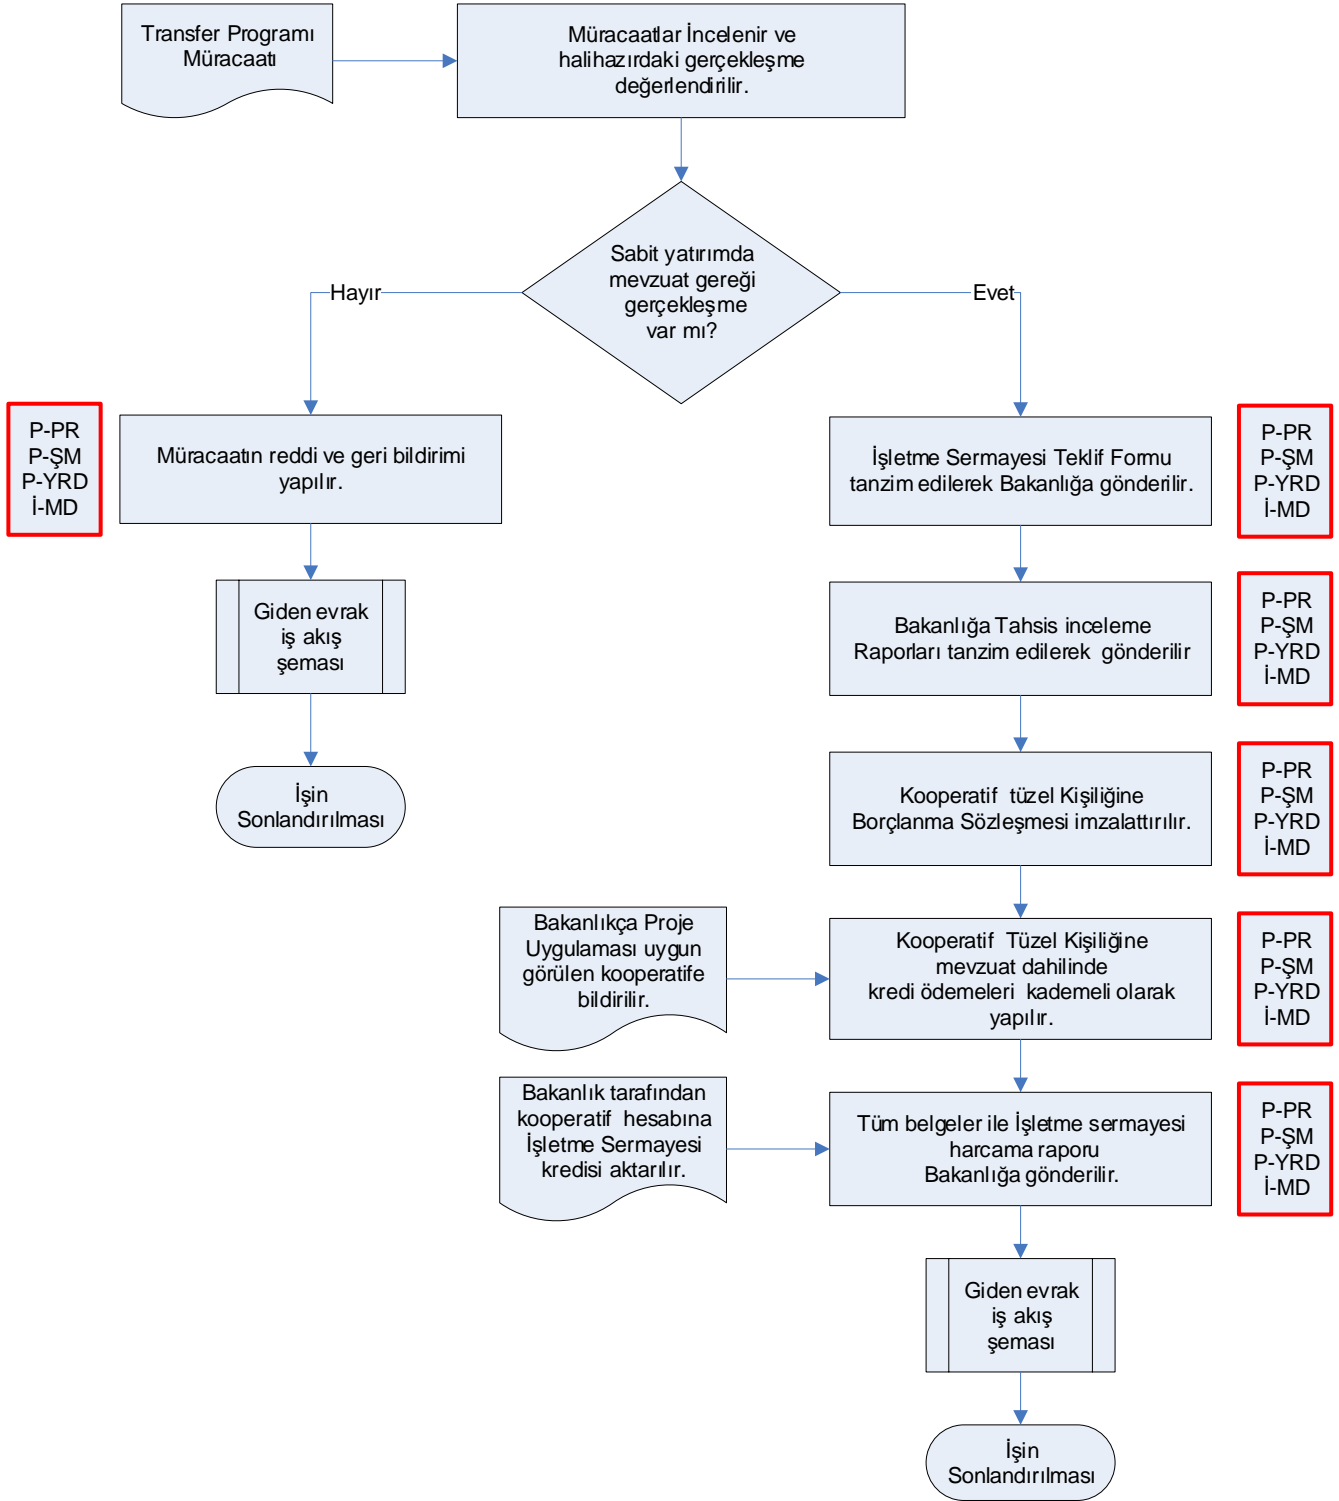 Transfer Programı
Müracaatı
Müracaatlar İncelenir ve
halihazırdaki gerçekleşme
değerlendirilir.
Sabit yatırımda
mevzuat gereği
gerçekleşme
var mı?
Hayır
Evet
P-PR
P-ŞM
P-YRD
İ-MD
Müracaatın reddi ve geri bildirimi
yapılır.
İşletme Sermayesi Teklif Formu
tanzim edilerek Bakanlığa gönderilir.
P-PR
P-ŞM
P-YRD
İ-MD
Giden evrak
iş akış
şeması
Bakanlığa Tahsis inceleme
Raporları tanzim edilerek gönderilir
P-PR
P-ŞM
P-YRD
İ-MD
İşin
Sonlandırılması
Kooperatif tüzel Kişiliğine
Borçlanma Sözleşmesi imzalattırılır.
P-PR
P-ŞM
P-YRD
İ-MD
Bakanlıkça Proje
Uygulaması uygun
görülen kooperatife
bildirilir.
Kooperatif Tüzel Kişiliğine
mevzuat dahilinde
kredi ödemeleri kademeli olarak
yapılır.
P-PR
P-ŞM
P-YRD
İ-MD
Bakanlık tarafından
kooperatif hesabına
İşletme Sermayesi
kredisi aktarılır.
Tüm belgeler ile İşletme sermayesi
harcama raporu
Bakanlığa gönderilir.
P-PR
P-ŞM
P-YRD
İ-MD
Giden evrak
iş akış
şeması
İşin
Sonlandırılması